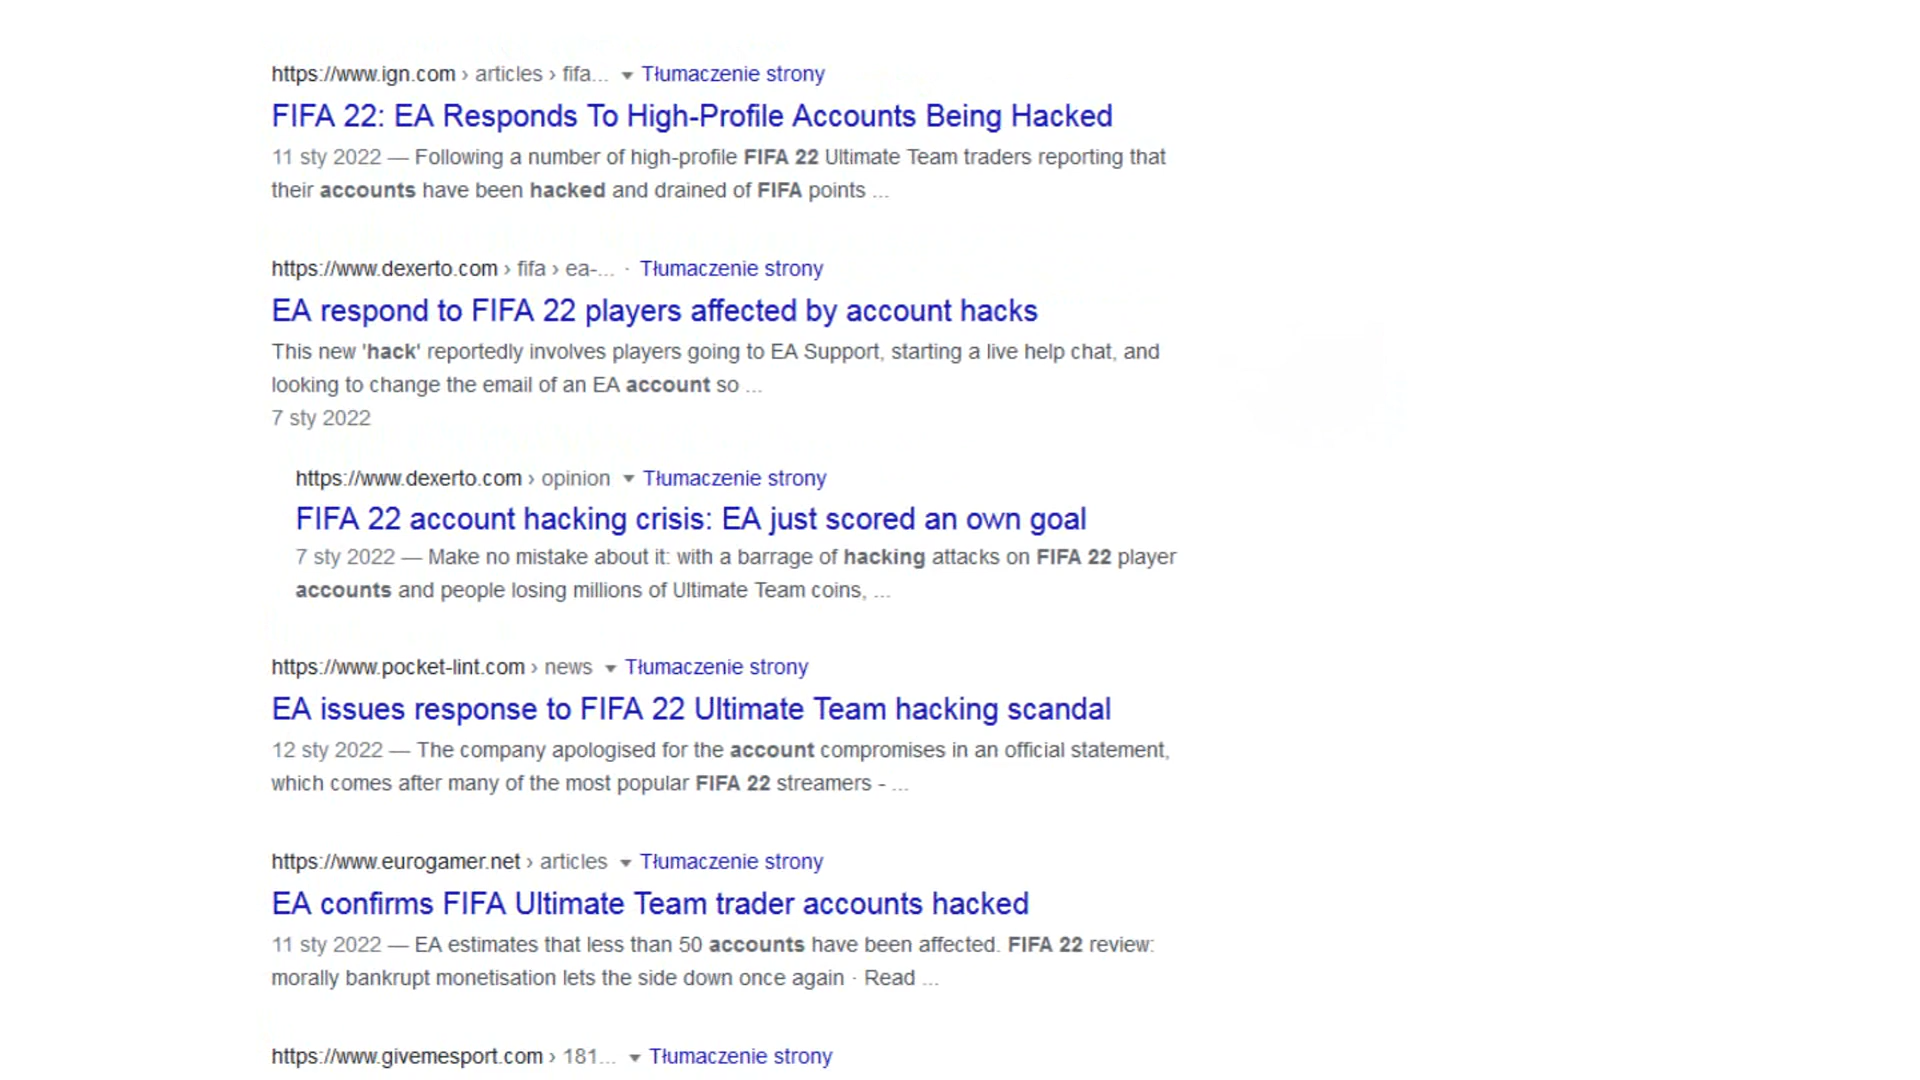 https://www.ign.com › articles › fifa... ▼ Tłumaczenie strony
FIFA 22: EA Responds To High-Profile Accounts Being Hacked
11 sty 2022 — Following a number of high-profile FIFA 22 Ultimate Team traders reporting that
their accounts have been hacked and drained of FIFA points ...
https://www.dexerto.com › fifa › ea-... · Tłumaczenie strony
EA respond to FIFA 22 players affected by account hacks
This new 'hack' reportedly involves players going to EA Support, starting a live help chat, and
looking to change the email of an EA account so ...
7 sty 2022
https://www.dexerto.com › opinion ▼ Tłumaczenie strony
FIFA 22 account hacking crisis: EA just scored an own goal
7 sty 2022 — Make no mistake about it: with a barrage of hacking attacks on FIFA 22 player
accounts and people losing millions of Ultimate Team coins, ...
https://www.pocket-lint.com › news ▼ Tłumaczenie strony
EA issues response to FIFA 22 Ultimate Team hacking scandal
12 sty 2022 — The company apologised for the account compromises in an official statement,
which comes after many of the most popular FIFA 22 streamers - ...
https://www.eurogamer.net › articles ▼ Tłumaczenie strony
EA confirms FIFA Ultimate Team trader accounts hacked
11 sty 2022 — EA estimates that less than 50 accounts have been affected. FIFA 22 review:
morally bankrupt monetisation lets the side down once again · Read ...
https://www.givemesport.com › 181... ▼ Tłumaczenie strony